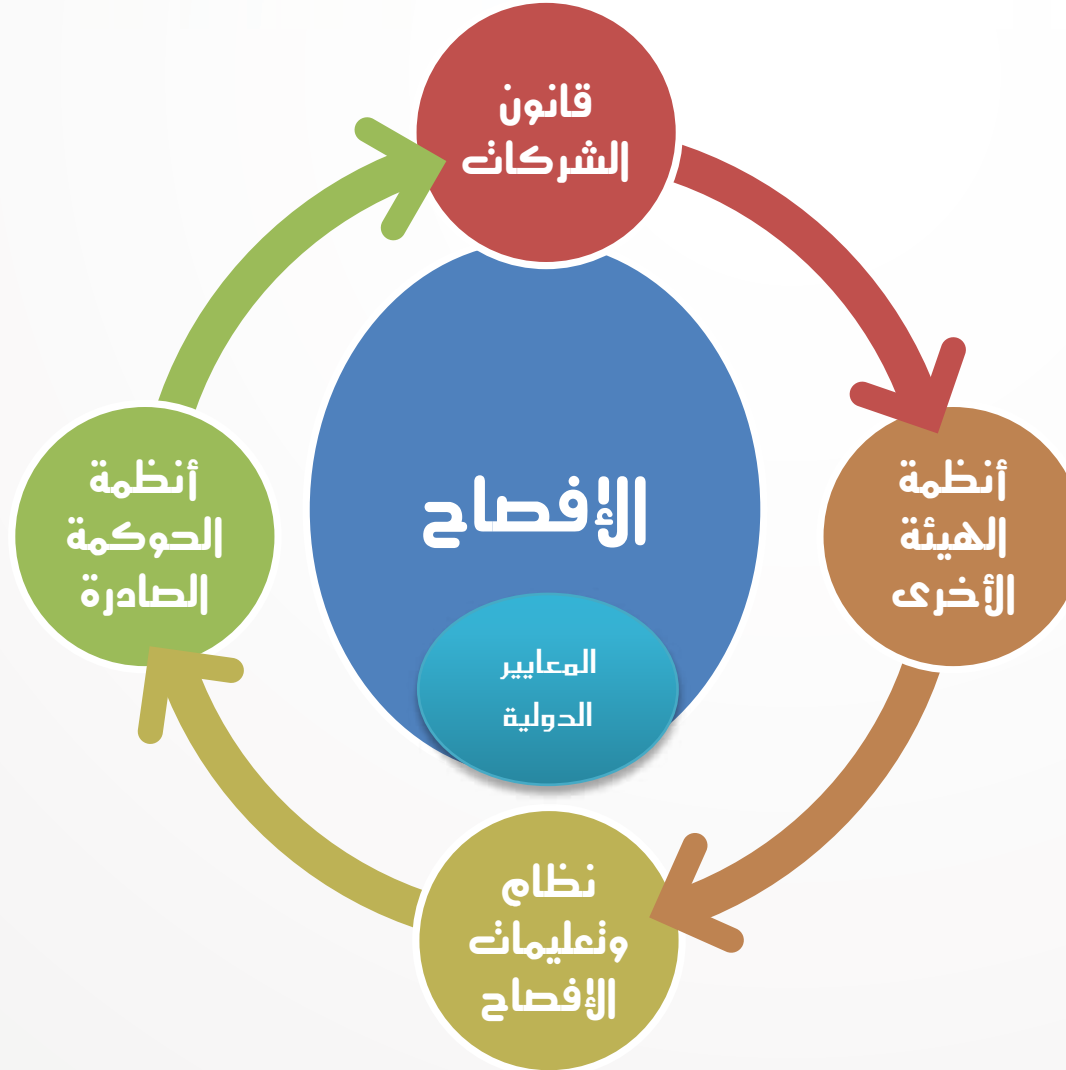 قانون
الشركات
أنظمة
الهيئة
الأخرى
الإفصاح
أنظمة
الحوكمة
الصادرة
المعايير
الدولية
نظام
وتعليمات
الإفصاح